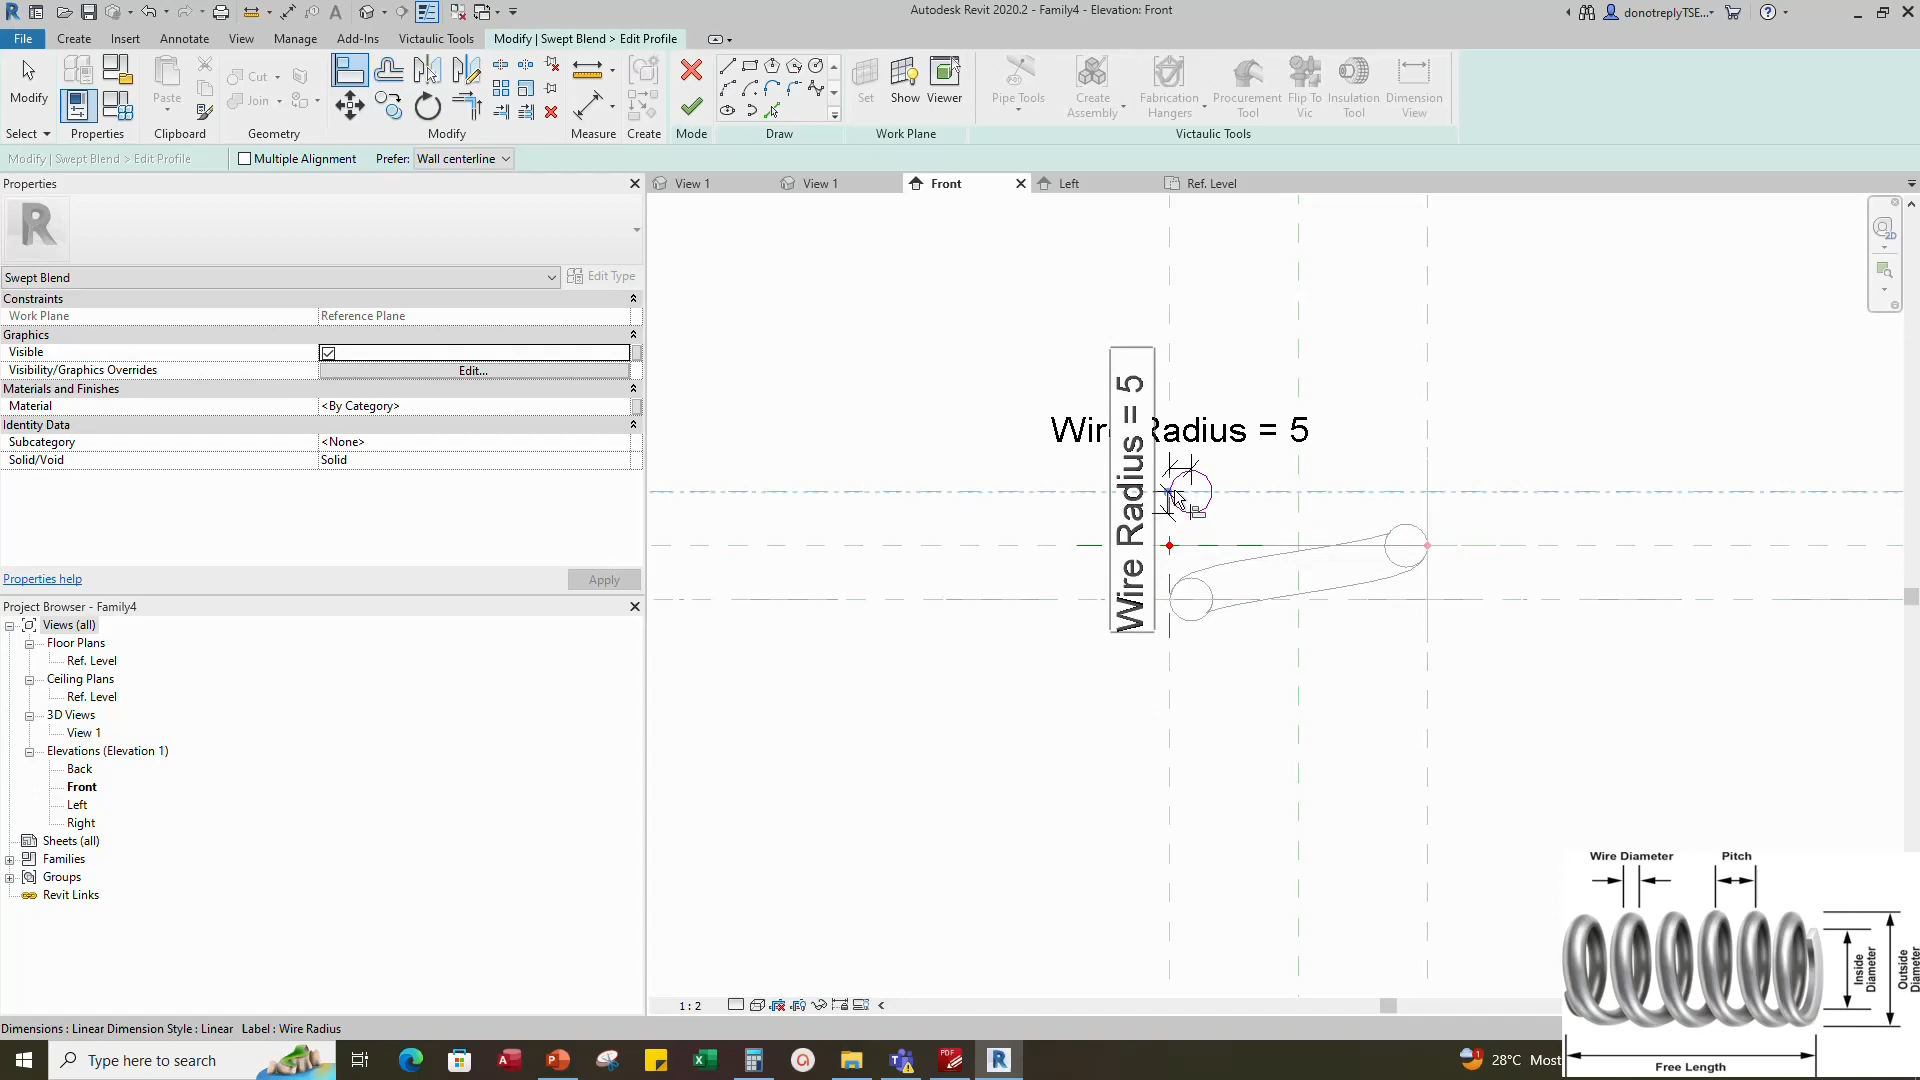 Autodesk Revit 2020.2 - Family4 - Elevation: Front
donotreplyTSE...
File
Create
Insert
Annotate
View
Manage
Add-Ins
Victaulic Tools
Modify | Swept Blend > Edit Profile
Modify
Select
Properties
Paste
Clipboard
Cut
Join
Geometry
Modify
Measure
Create
Mode
Draw
Set
Show
Viewer
Work Plane
Pipe Tools
Create
Assembly
Fabrication
Hangers
Procurement
Tool
Flip To
Vic
Insulation
Tool
Dimension
View
Victaulic Tools
Modify | Swept Blend > Edit Profile
Multiple Alignment
Prefer:
Wall centerline
Properties
R
Swept Blend
Edit Type
Constraints
Work Plane
Reference Plane
Graphics
Visible
Visibility/Graphics Overrides
Edit...
Materials and Finishes
Material
<By Category>
Identity Data
Subcategory
<None>
Solid/Void
Solid
Properties help
Apply
Project Browser - Family4
Views (all)
Floor Plans
Ref. Level
Ceiling Plans
Ref. Level
3D Views
View 1
Elevations (Elevation 1)
Back
Front
Left
Right
Sheets (all)
Families
Groups
Revit Links
View 1
View 1
Front
Left
Ref. Level
2D
Wire Radius = 5
Wire Radius = 5
1 : 2
Wire Diameter
Pitch
Inside
Diameter
Outside
Diameter
Free Length
Dimensions : Linear Dimension Style : Linear Label : Wire Radius
Type here to search
28°C Most